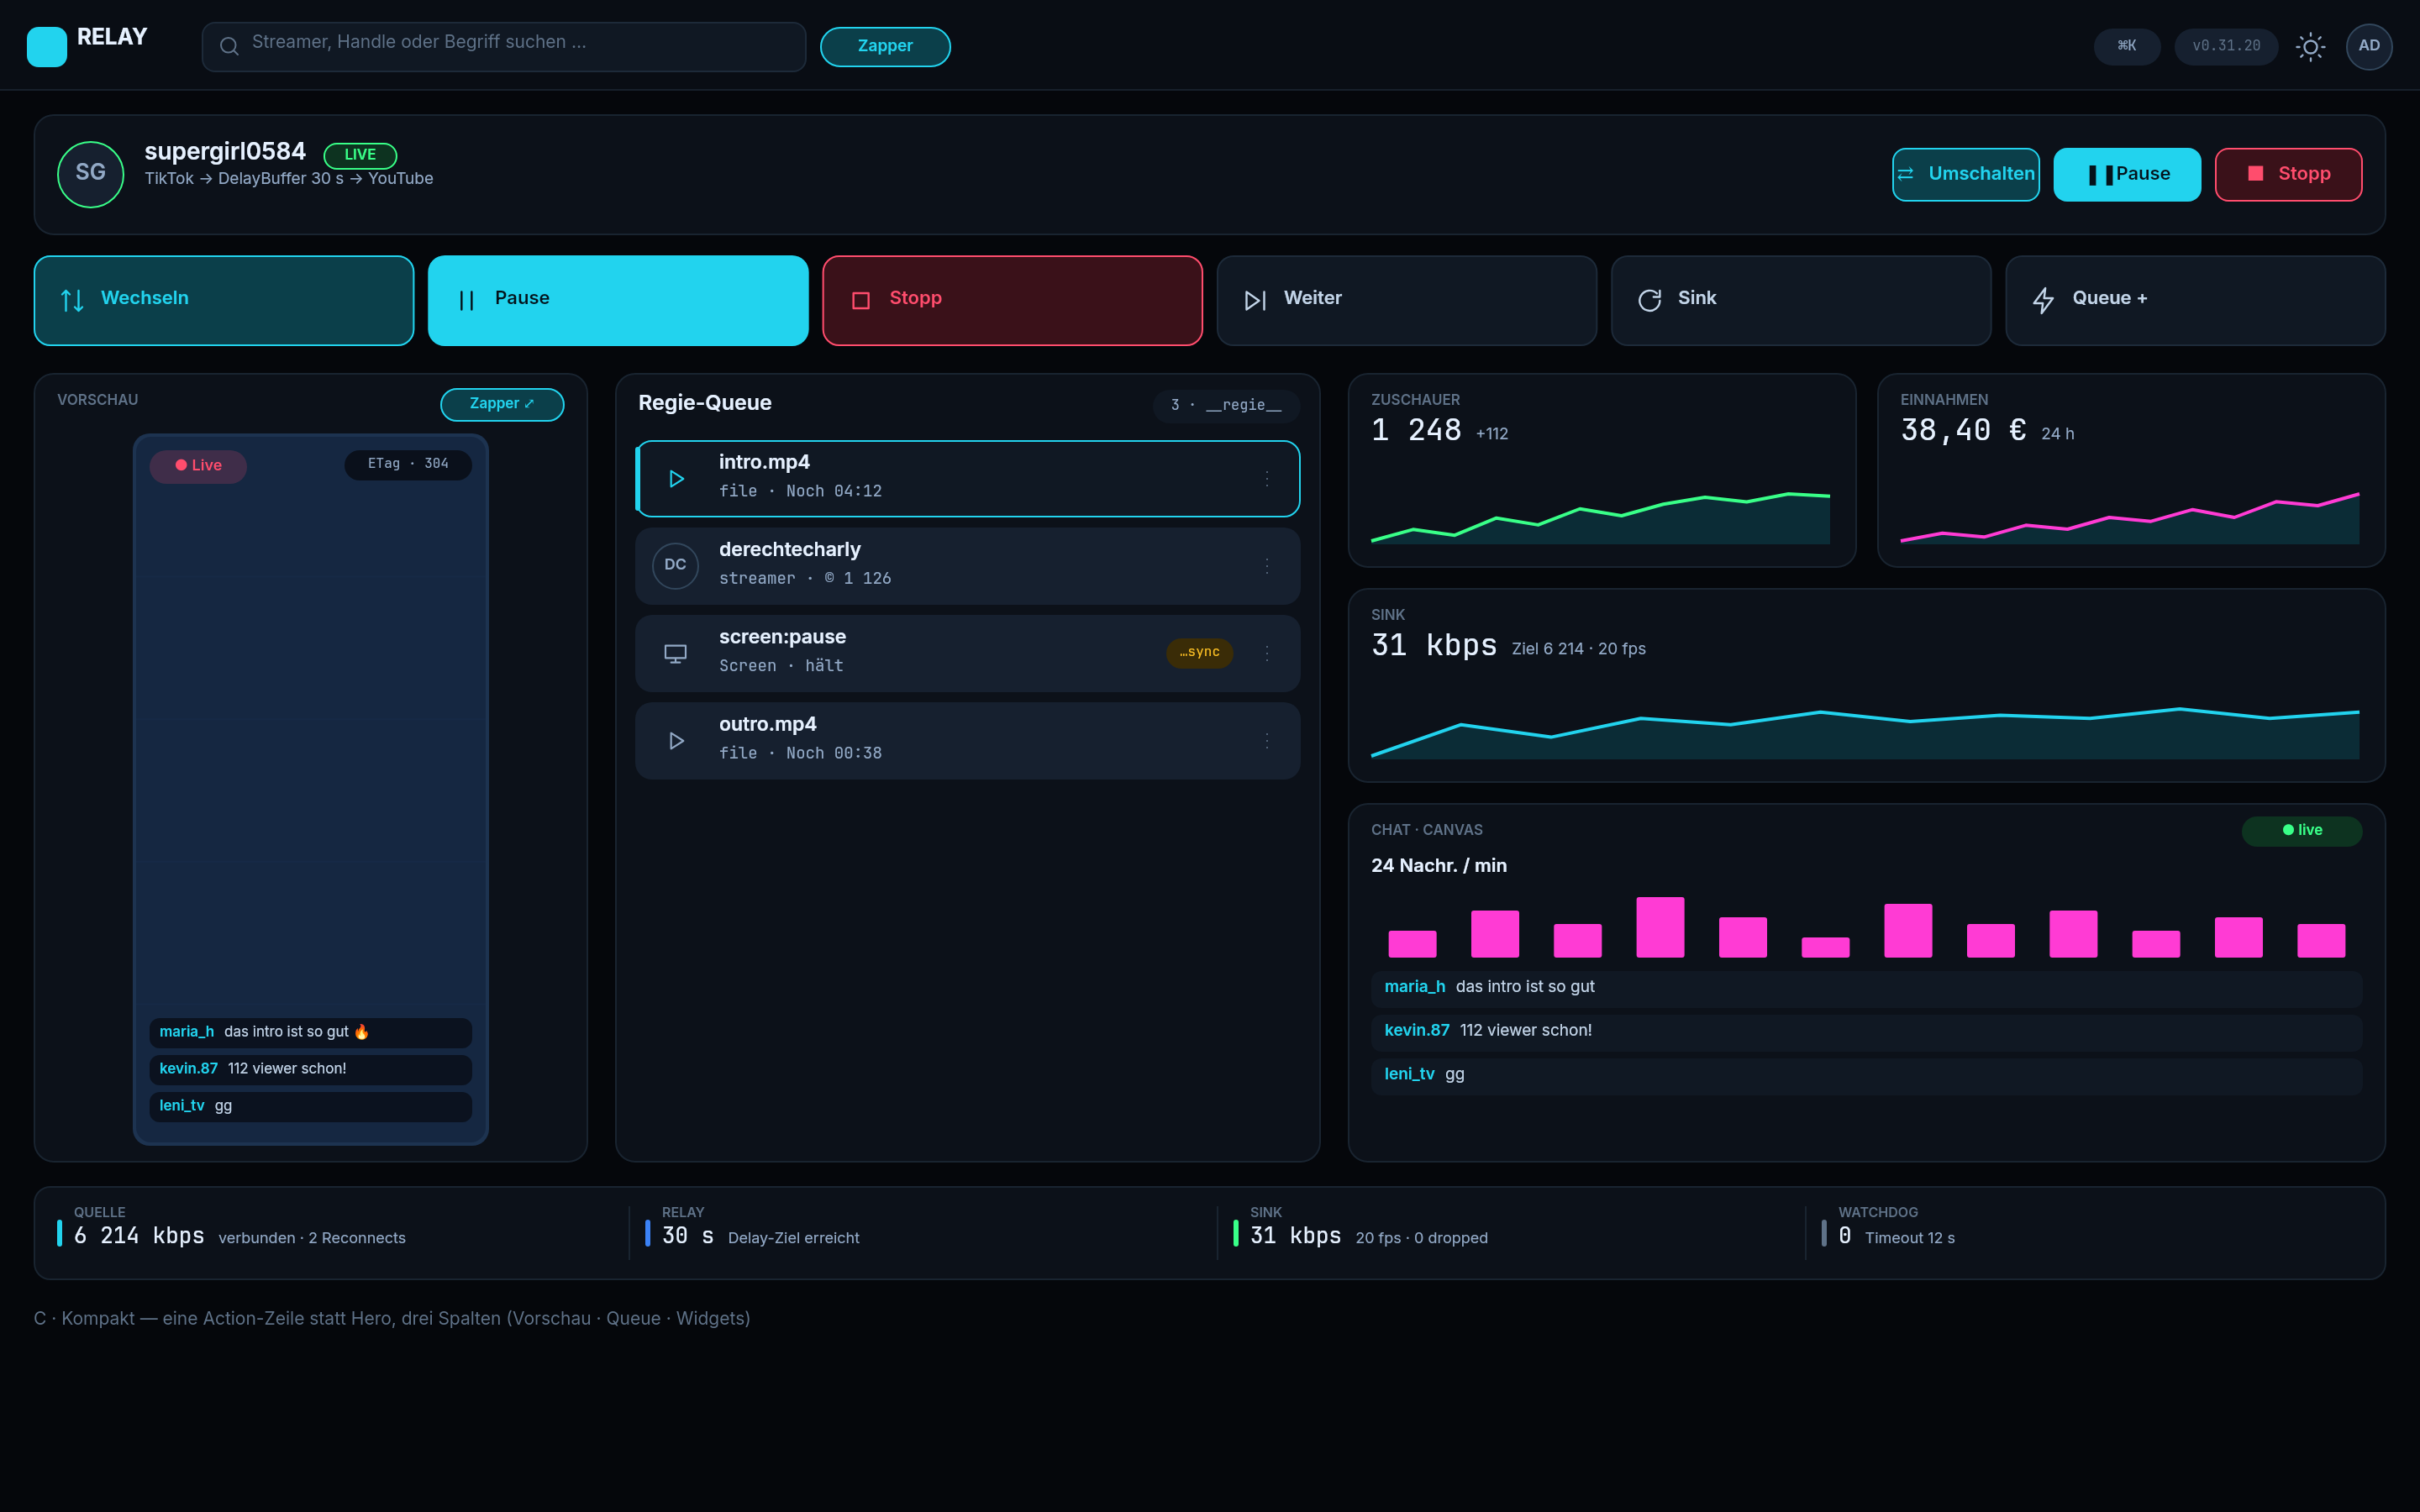 RELAY
Streamer, Handle oder Begriff suchen ...
Zapper
⌘K
v0.31.20
AD
SG
supergirl0584
LIVE
TikTok → DelayBuffer 30 s → YouTube
Umschalten
Pause
Stopp
Wechseln
Pause
Stopp
Weiter
Sink
Queue +
VORSCHAU
Zapper ⤢
Live
ETag · 304
maria_h das intro ist so gut 🔥
kevin.87 112 viewer schon!
leni_tv gg
Regie-Queue
3 · __regie__
intro.mp4
file · Noch 04:12
DC
derechtecharly
streamer · © 1 126
screen:pause
Screen · hält
…sync
outro.mp4
file · Noch 00:38
ZUSCHAUER
1 248 +112
EINNAHMEN
38,40 € 24 h
SINK
31 kbps Ziel 6 214 · 20 fps
CHAT · CANVAS
live
24 Nachr. / min
maria_h das intro ist so gut
kevin.87 112 viewer schon!
leni_tv gg
QUELLE
6 214 kbps verbunden · 2 Reconnects
RELAY
30 s Delay-Ziel erreicht
SINK
31 kbps 20 fps · 0 dropped
WATCHDOG
0 Timeout 12 s
C · Kompakt — eine Action-Zeile statt Hero, drei Spalten (Vorschau · Queue · Widgets)